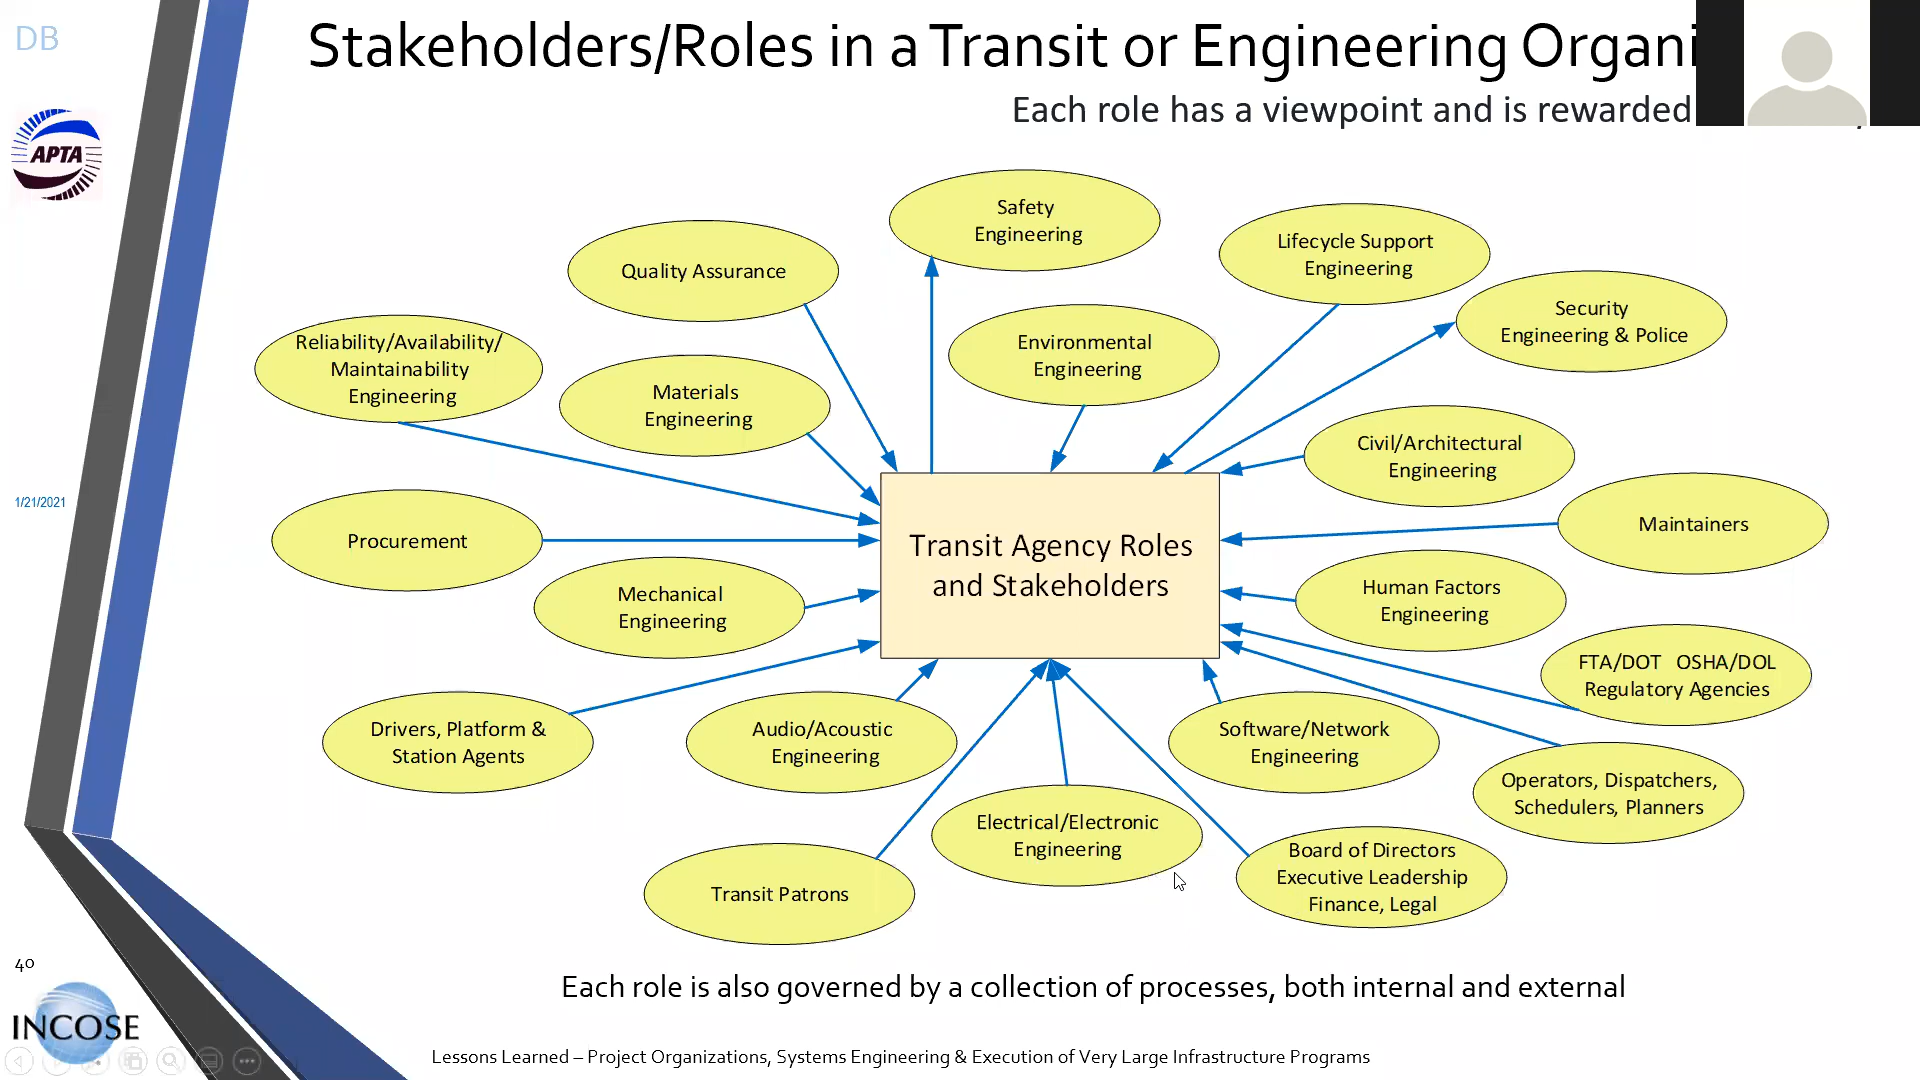 DB
Stakeholders/Roles in a Transit or Engineering Organi
Each role has a viewpoint and is rewarded
APTA
Safety
Engineering
Lifecycle Support
Engineering
Quality Assurance
Security
Engineering & Police
Reliability/Availability/
Maintainability
Engineering
Environmental
Engineering
Materials
Engineering
Civil/Architectural
Engineering
1/21/2021
Procurement
Transit Agency Roles
and Stakeholders
Maintainers
Mechanical
Engineering
Human Factors
Engineering
FTA/DOT OSHA/DOL
Regulatory Agencies
Drivers, Platform &
Station Agents
Audio/Acoustic
Engineering
Software/Network
Engineering
Operators, Dispatchers,
Schedulers, Planners
Electrical/Electronic
Engineering
Transit Patrons
Board of Directors
Executive Leadership
Finance, Legal
40
Each role is also governed by a collection of processes, both internal and external
INCOSE
Lessons Learned – Project Organizations, Systems Engineering & Execution of Very Large Infrastructure Programs